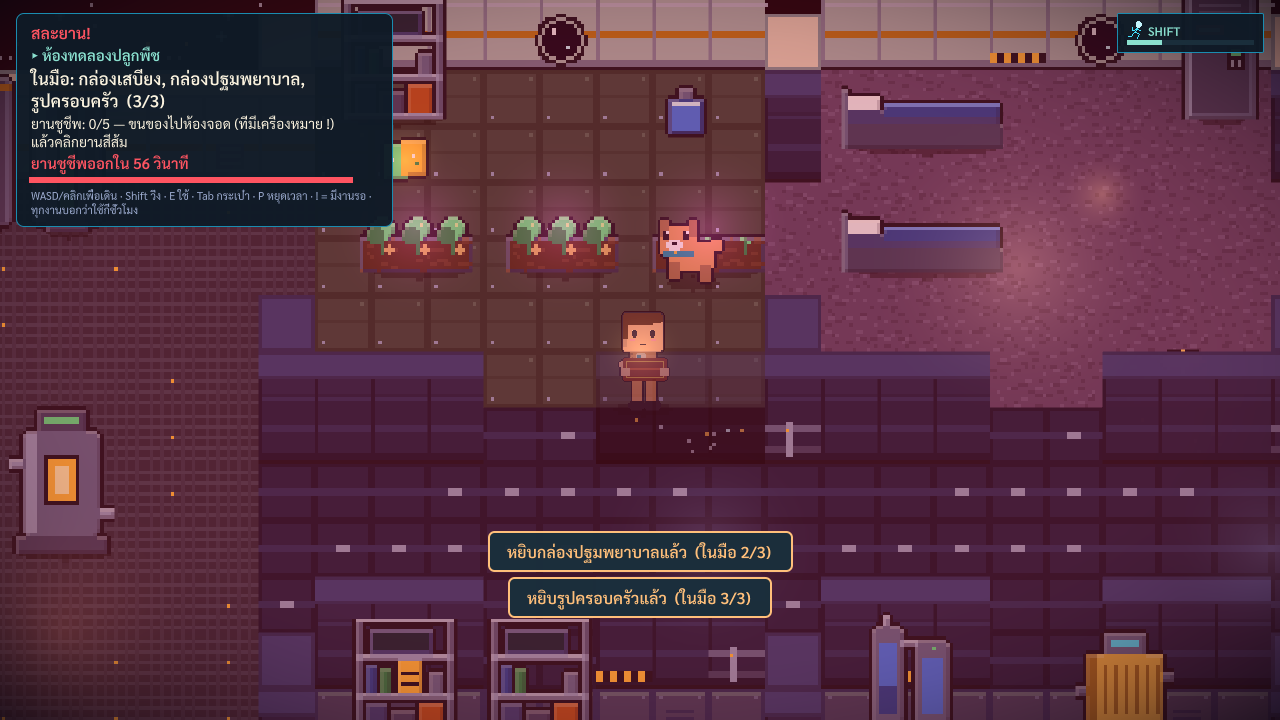 สละยาน!
▸ ห้องทดลองปลูกพืช
ในมือ: กล่องเสบียง, กล่องปฐมพยาบาล,
รูปครอบครัว (3/3)
ยานชูชีพ: 0/5 — ขนของไปห้องจอด (ที่มีเครื่องหมาย !)
แล้วคลิกยานสีส้ม
ยานชูชีพออกใน 56 วินาที
WASD/คลิกเพื่อเดิน · Shift วิ่ง · E ใช้ · Tab กระเป๋า · P หยุดเวลา · ! = มีงานรอ ·
ทุกงานบอกว่าใช้กี่ชั่วโมง
SHIFT
หยิบกล่องปฐมพยาบาลแล้ว (ในมือ 2/3)
หยิบรูปครอบครัวแล้ว (ในมือ 3/3)